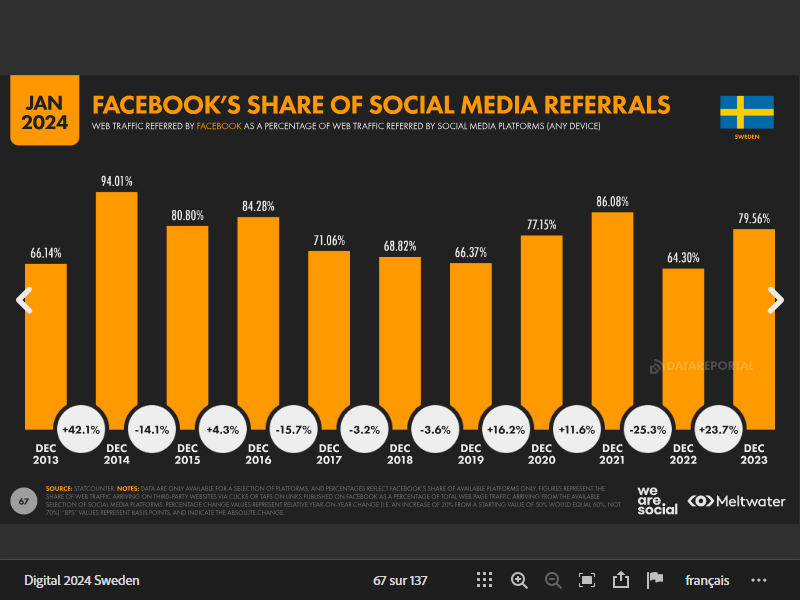 JAN
2024
FACEBOOK'S SHARE OF SOCIAL MEDIA REFERRALS
WEB TRAFFIC REFERRED BY FACEBOOK AS A PERCENTAGE OF WEB TRAFFIC REFERRED BY SOCIAL MEDIA PLATFORMS (ANY DEVICE)
SWEDEN
66.14%
94.01%
80.80%
84.28%
71.06%
68.82%
66.37%
77.15%
86.08%
64.30%
79.56%
DATAREPORTAL
+42.1%
-14.1%
+4.3%
-15.7%
-3.2%
-3.6%
+16.2%
+11.6%
-25.3%
+23.7%
DEC
2013
DEC
2014
DEC
2015
DEC
2016
DEC
2017
DEC
2018
DEC
2019
DEC
2020
DEC
2021
DEC
2022
DEC
2023
67
SOURCE: STATCOUNTER. NOTES: DATA ARE ONLY AVAILABLE FOR A SELECTION OF PLATFORMS, AND PERCENTAGES REFLECT FACEBOOK'S SHARE OF AVAILABLE PLATFORMS ONLY. FIGURES REPRESENT THE
SHARE OF WEB TRAFFIC ARRIVING ON THIRD-PARTY WEBSITES VIA CLICKS OR TAPS ON LINKS PUBLISHED ON FACEBOOK AS A PERCENTAGE OF TOTAL WEB PAGE TRAFFIC ARRIVING FROM THE AVAILABLE
SELECTION OF SOCIAL MEDIA PLATFORMS. PERCENTAGE CHANGE VALUES REPRESENT RELATIVE YEAR-ON-YEAR CHANGE (I.E. AN INCREASE OF 20% FROM A STARTING VALUE OF 50% WOULD EQUAL 60%, NOT
70%). "BPS" VALUES REPRESENT BASIS POINTS, AND INDICATE THE ABSOLUTE CHANGE.
we
are.
social
Meltwater
Digital 2024 Sweden
67 sur 137
français